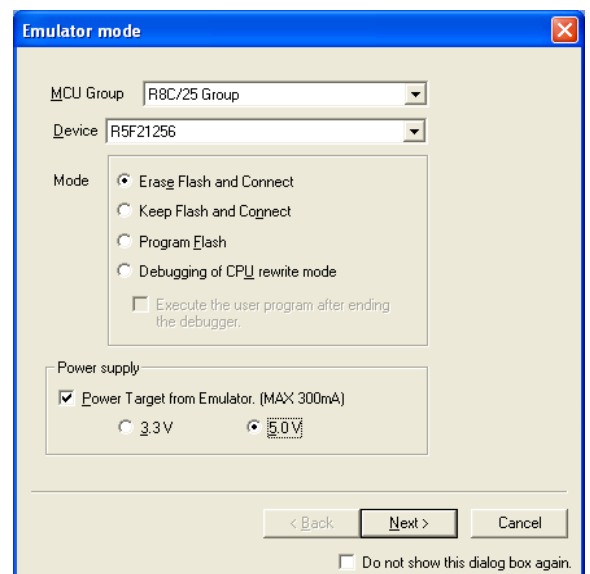 Emulator mode
MCU Group R8C/25 Group
Device R5F21256
Mode Erase Flash and Connect
Keep Flash and Connect
Program Flash
Debugging of CPU rewrite mode
Execute the user program after ending
the debugger.
Power supply
Power Target from Emulator. (MAX 300mA)
3.3 V 5.0 V
< Back Next > Cancel
Do not show this dialog box again.